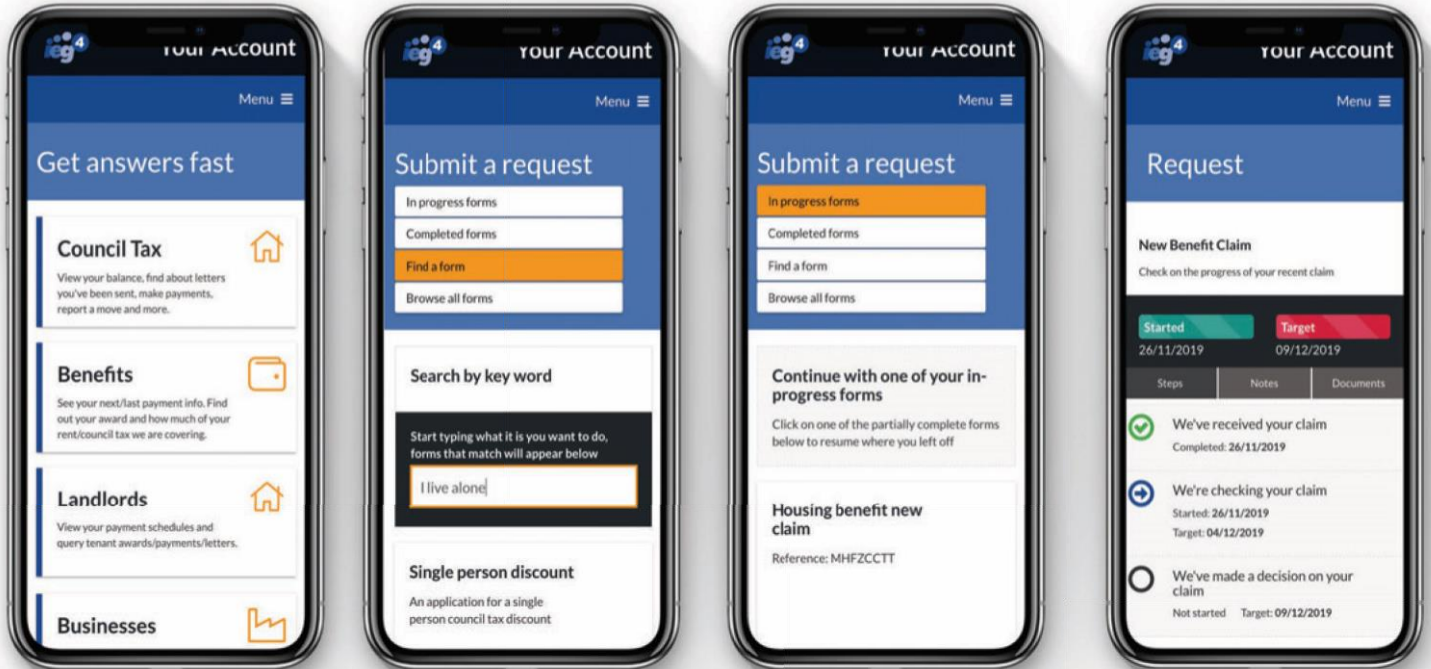 ieg4
Your Account
Menu
Get answers fast
Council Tax
View your balance, find about letters
you've been sent, make payments,
report a move and more.
Benefits
See your next/last payment info. Find
out your award and how much of your
rent/council tax we are covering.
Landlords
View your payment schedules and
query tenant awards/payments/letters.
Businesses
ieg4
Your Account
Menu
Submit a request
In progress forms
Completed forms
Find a form
Browse all forms
Search by key word
Start typing what it is you want to do,
forms that match will appear below
I live alone
Single person discount
An application for a single
person council tax discount
ieg4
Your Account
Menu
Submit a request
In progress forms
Completed forms
Find a form
Browse all forms
Continue with one of your in-
progress forms
Click on one of the partially complete forms
below to resume where you left off
Housing benefit new
claim
Reference: MHFZCCTT
ieg4
Your Account
Menu
Request
New Benefit Claim
Check on the progress of your recent claim
Started Target
26/11/2019 09/12/2019
Steps Notes Documents
We've received your claim
Completed: 26/11/2019
We're checking your claim
Started: 26/11/2019
Target: 04/12/2019
We've made a decision on your
claim
Not started Target: 09/12/2019